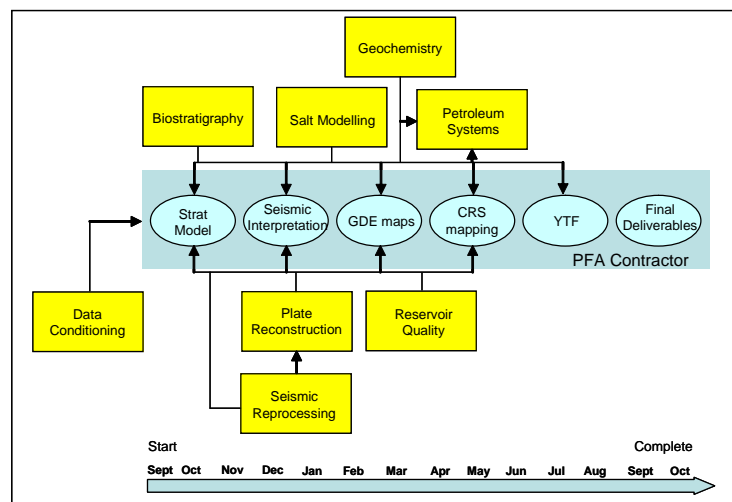 Geochemistry
Biostratigraphy
Salt Modelling
Petroleum
Systems
Strat
Model
Seismic
Interpretation
GDE maps
CRS
mapping
YTF
Final
Deliverables
PFA Contractor
Data
Conditioning
Plate
Reconstruction
Reservoir
Quality
Seismic
Reprocessing
Start
Complete
Sept Oct Nov Dec Jan Feb Mar Apr May Jun Jul Aug Sept Oct